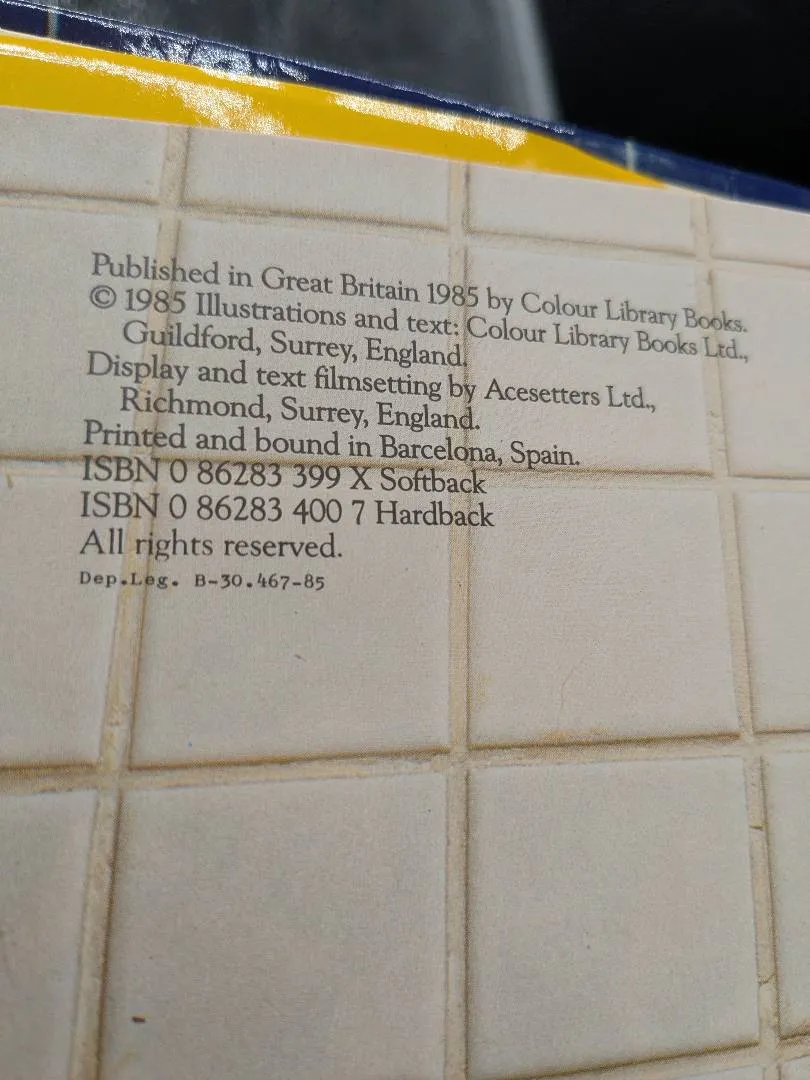 Published in Great Britain 1985 by Colour Library Books.
© 1985 Illustrations and text: Colour Library Books Ltd.,
Guildford, Surrey, England.
Display and text filmsetting by Acesetters Ltd.,
Richmond, Surrey, England.
Printed and bound in Barcelona, Spain.
ISBN 0 86283 399 X Softback
ISBN 0 86283 400 7 Hardback
All rights reserved.
Dep.Leg. B-30.467-85